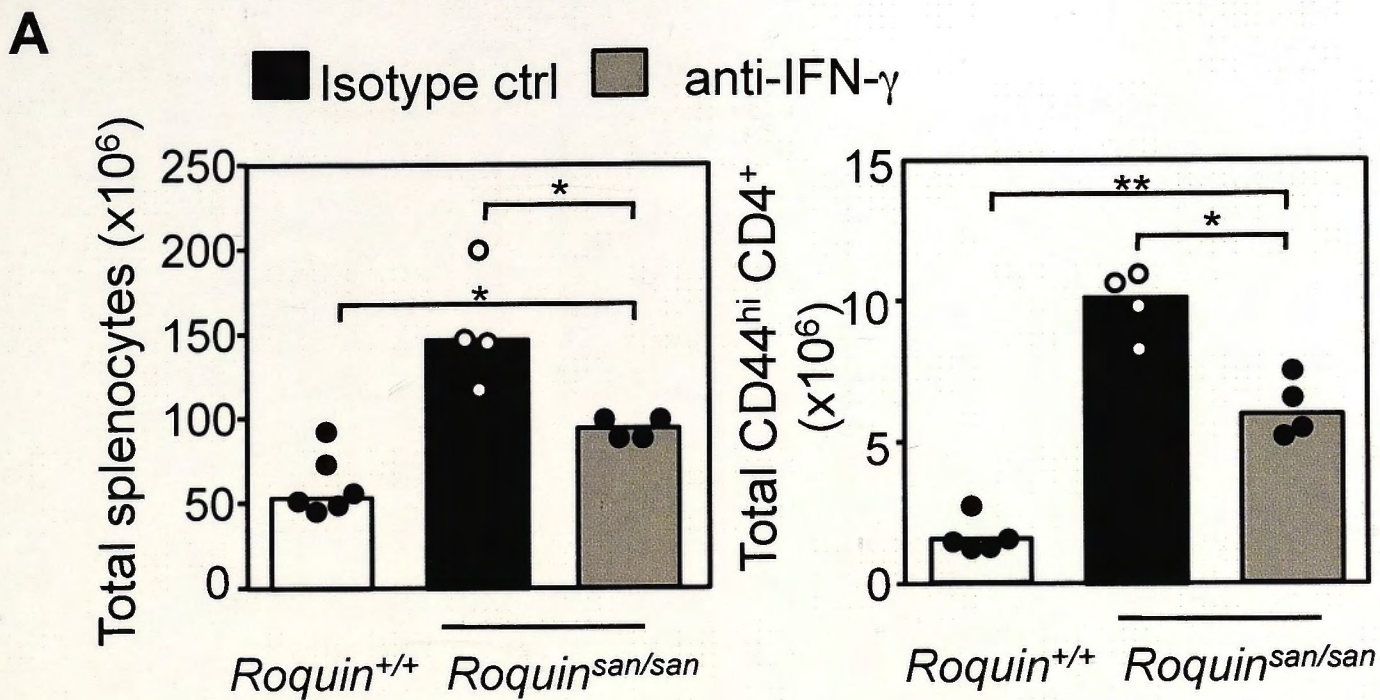 A
Isotype ctrl anti-IFN-γ
Total splenocytes (x10⁶)
250
200
150
100
50
0
*
*
Roquin⁺/⁺ Roquinˢᵃⁿ/ˢᵃⁿ
Total CD44ʰⁱ CD4⁺
(x10⁶)
15
10
5
0
**
*
Roquin⁺/⁺ Roquinˢᵃⁿ/ˢᵃⁿ